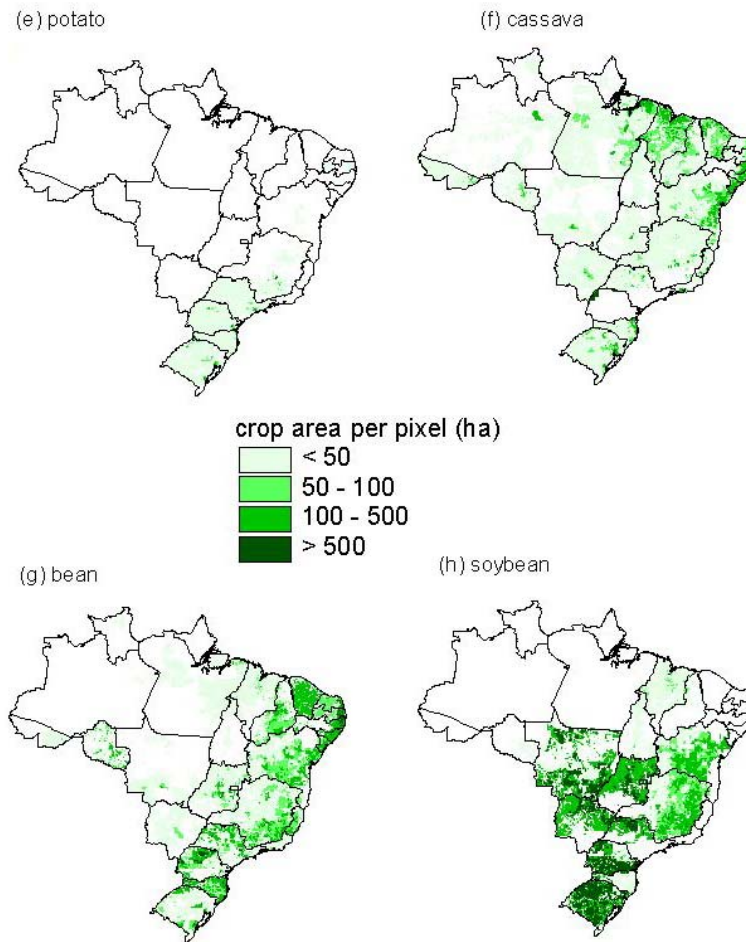 (e) potato
(f) cassava
crop area per pixel (ha)
< 50
50 - 100
100 - 500
> 500
(g) bean
(h) soybean